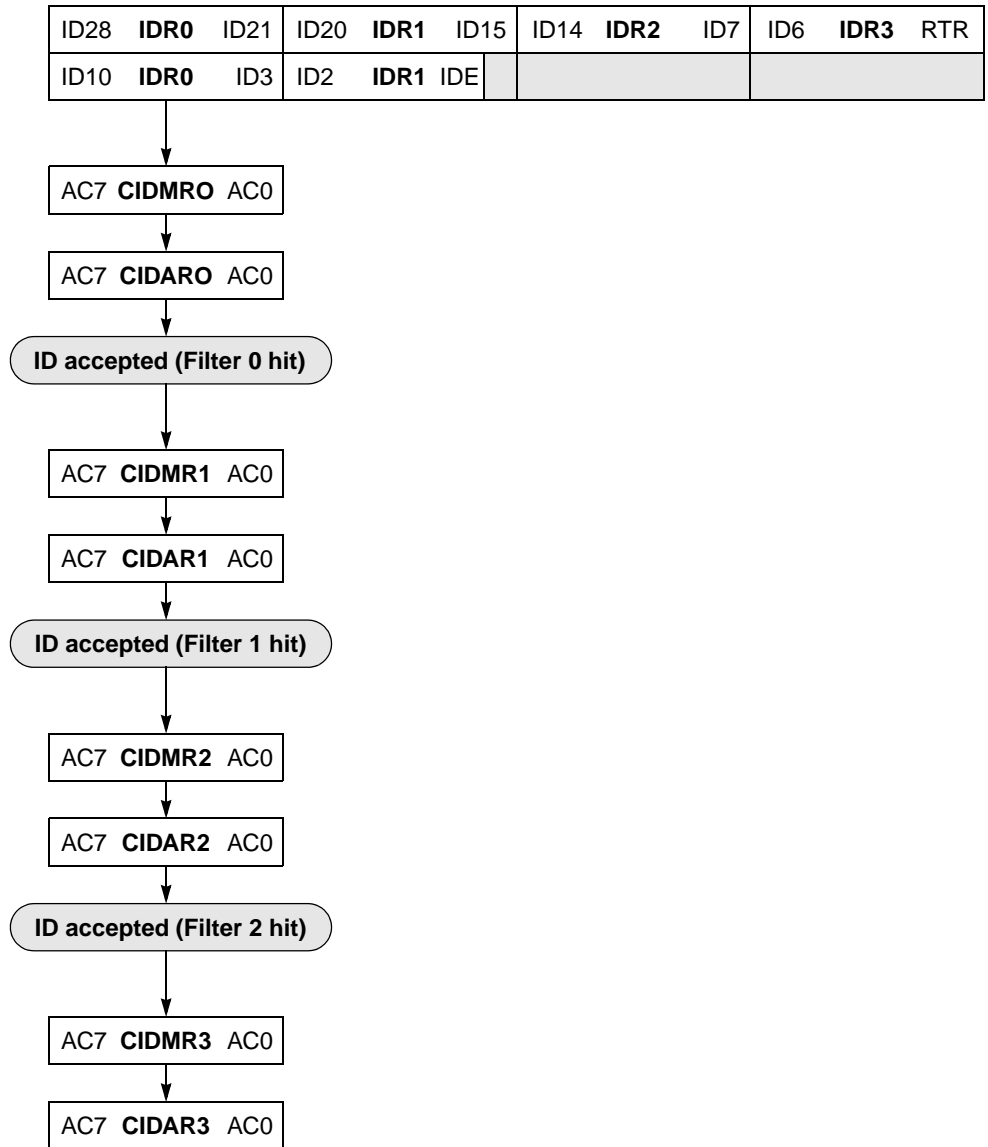 ID28 IDR0 ID21 ID20 IDR1 ID15 ID14 IDR2 ID7 ID6 IDR3 RTR
ID10 IDR0 ID3 ID2 IDR1 IDE
AC7 CIDMRO AC0
AC7 CIDARO AC0
ID accepted (Filter 0 hit)
AC7 CIDMR1 AC0
AC7 CIDAR1 AC0
ID accepted (Filter 1 hit)
AC7 CIDMR2 AC0
AC7 CIDAR2 AC0
ID accepted (Filter 2 hit)
AC7 CIDMR3 AC0
AC7 CIDAR3 AC0